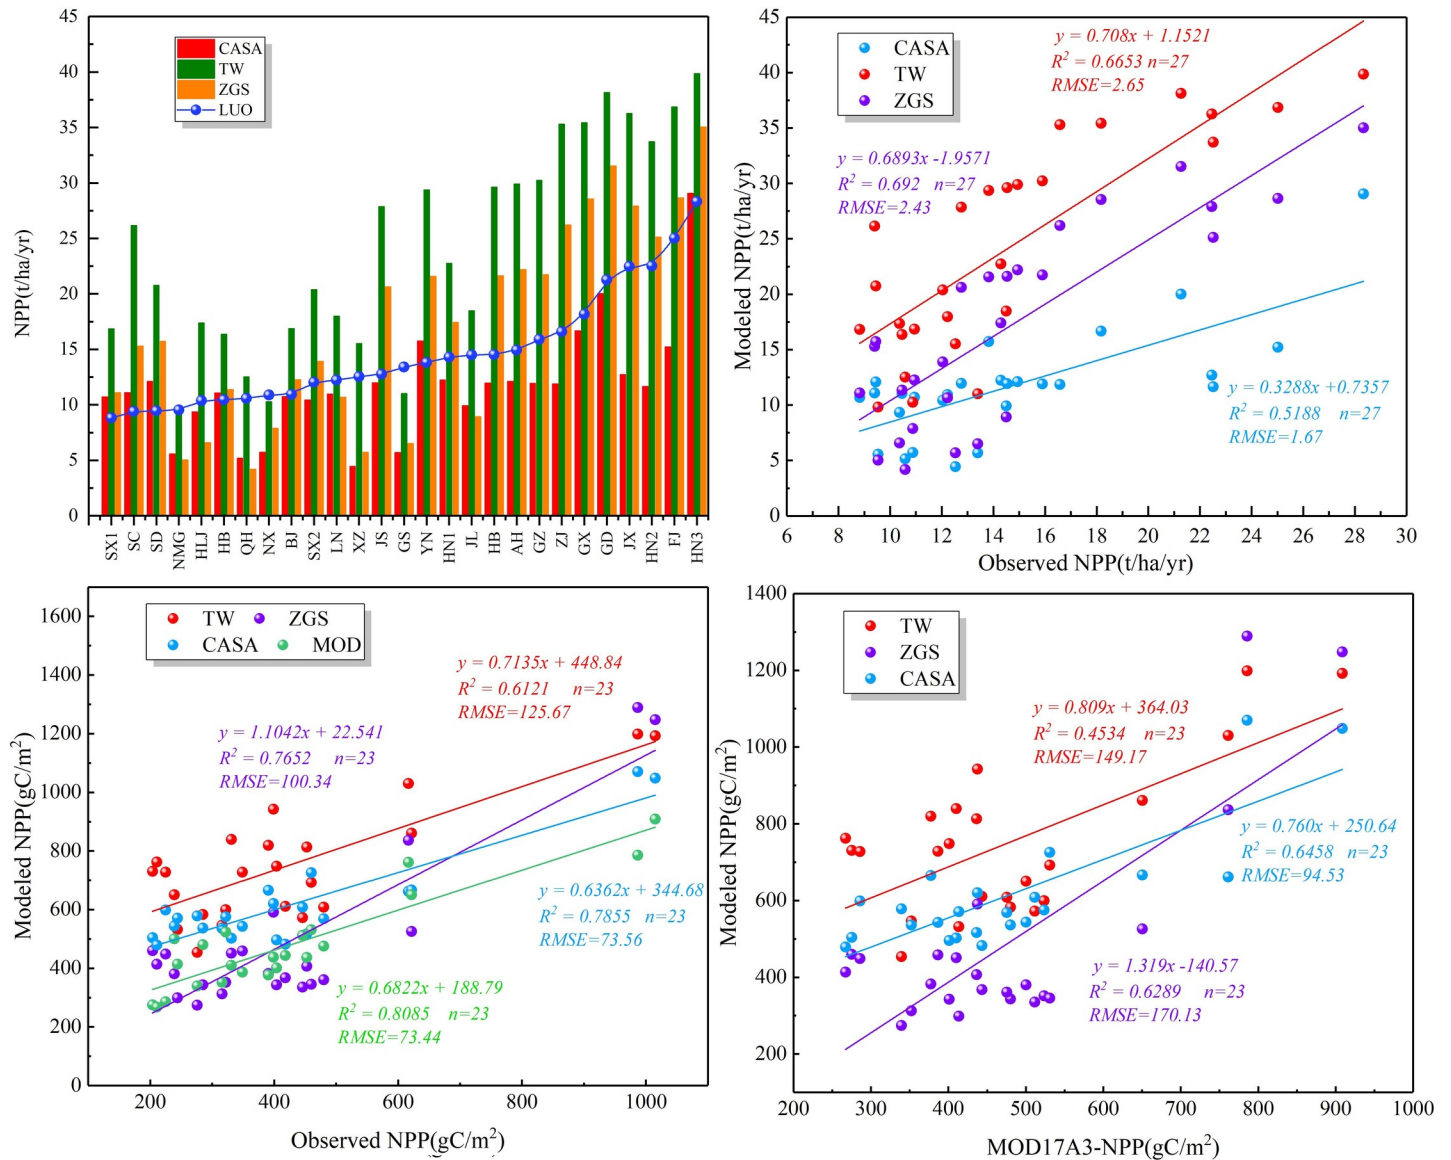 45
40
35
30
25
20
15
10
5
0
NPP(t/ha/yr)
CASA
TW
ZGS
LUO
SX1
SC
SD
NMG
HLJ
HB
QH
NX
BJ
SX2
LN
XZ
JS
GS
YN
HN1
JL
HB
AH
GZ
ZJ
GX
GD
JX
HN2
FJ
HN3
45
40
35
30
25
20
15
10
5
0
Modeled NPP(t/ha/yr)
CASA
TW
ZGS
y = 0.708x + 1.1521
R² = 0.6653 n=27
RMSE=2.65
y = 0.6893x -1.9571
R² = 0.692 n=27
RMSE=2.43
y = 0.3288x +0.7357
R² = 0.5188 n=27
RMSE=1.67
6 8 10 12 14 16 18 20 22 24 26 28 30
Observed NPP(t/ha/yr)
1600
1400
1200
1000
800
600
400
200
0
Modeled NPP(gC/m²)
TW ZGS
CASA MOD
y = 0.7135x + 448.84
R² = 0.6121 n=23
RMSE=125.67
y = 1.1042x + 22.541
R² = 0.7652 n=23
RMSE=100.34
y = 0.6362x + 344.68
R² = 0.7855 n=23
RMSE=73.56
y = 0.6822x + 188.79
R² = 0.8085 n=23
RMSE=73.44
200 400 600 800 1000
Observed NPP(gC/m²)
1400
1200
1000
800
600
400
200
Modeled NPP(gC/m²)
TW
ZGS
CASA
y = 0.809x + 364.03
R² = 0.4534 n=23
RMSE=149.17
y = 0.760x + 250.64
R² = 0.6458 n=23
RMSE=94.53
y = 1.319x -140.57
R² = 0.6289 n=23
RMSE=170.13
200 300 400 500 600 700 800 900 1000
MOD17A3-NPP(gC/m²)